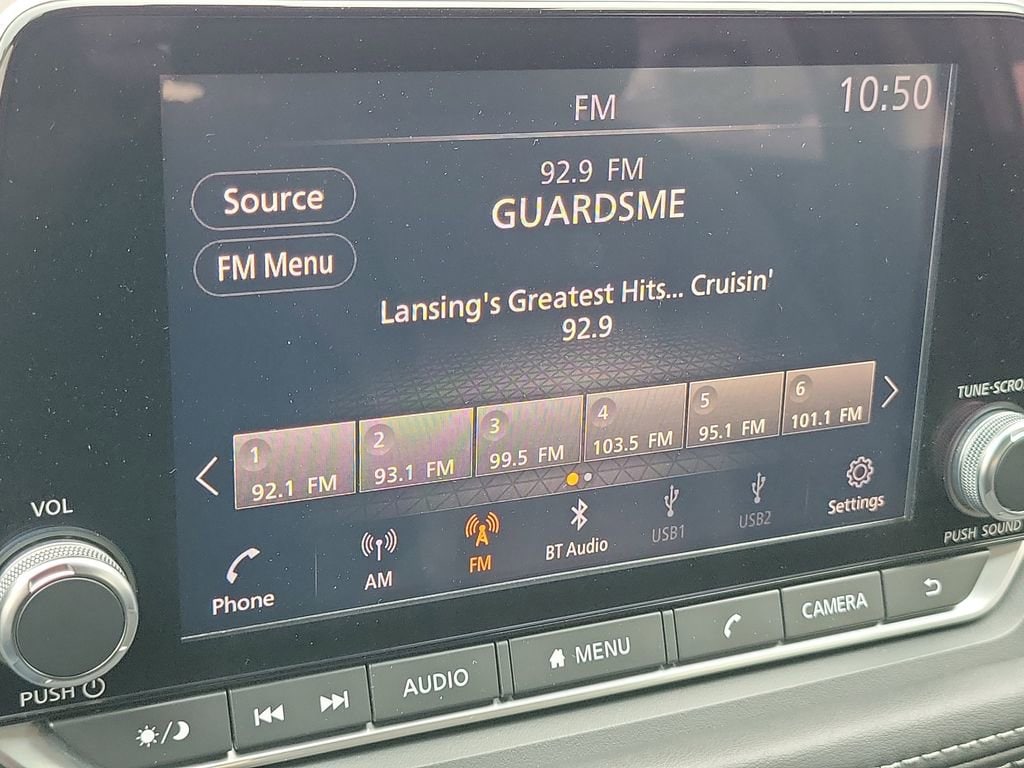 FM
10:50
Source
92.9 FM
GUARDSME
FM Menu
Lansing's Greatest Hits... Cruisin'
92.9
1
92.1 FM
2
93.1 FM
3
99.5 FM
4
103.5 FM
5
95.1 FM
6
101.1 FM
Phone
AM
FM
BT Audio
USB1
USB2
Settings
VOL
PUSH
TUNE-SCRO
PUSH SOUND
AUDIO
MENU
CAMERA